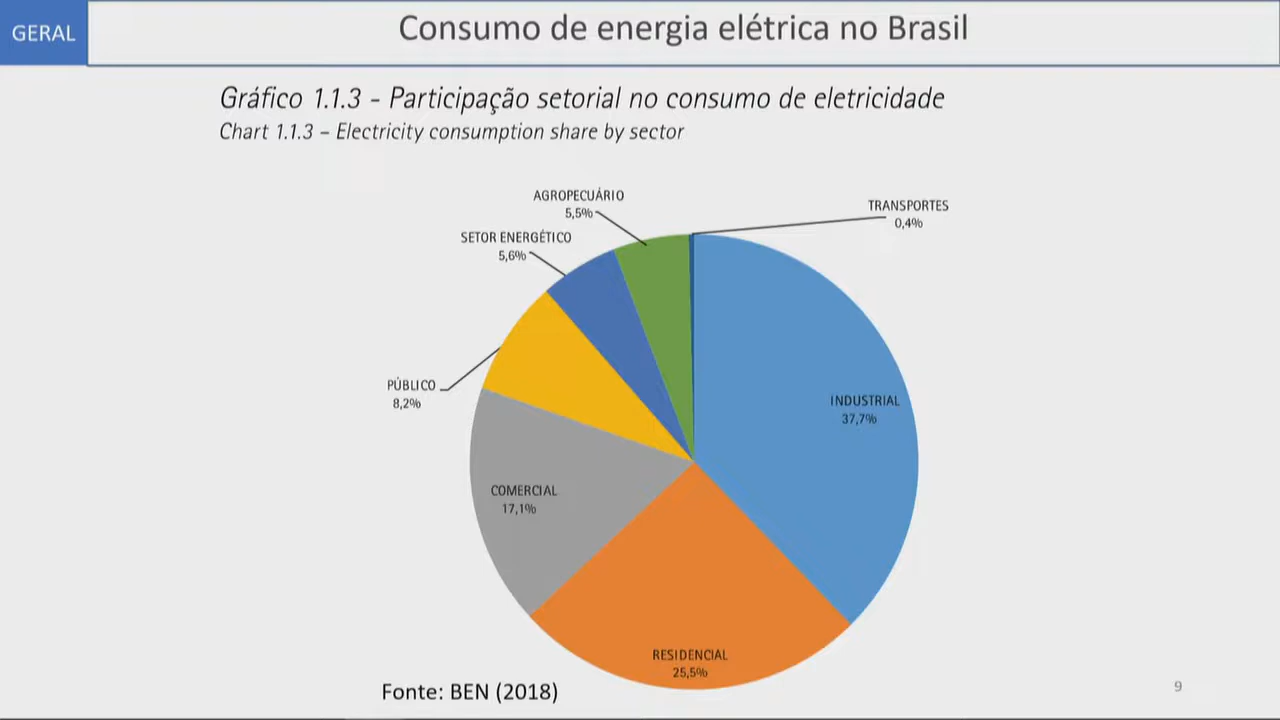 GERAL
Consumo de energia elétrica no Brasil
Gráfico 1.1.3 - Participação setorial no consumo de eletricidade
Chart 1.1.3 – Electricity consumption share by sector
AGROPECUÁRIO
5,5%
TRANSPORTES
0,4%
SETOR ENERGÉTICO
5,6%
PÚBLICO
8,2%
INDUSTRIAL
37,7%
COMERCIAL
17,1%
RESIDENCIAL
25,5%
Fonte: BEN (2018)
9